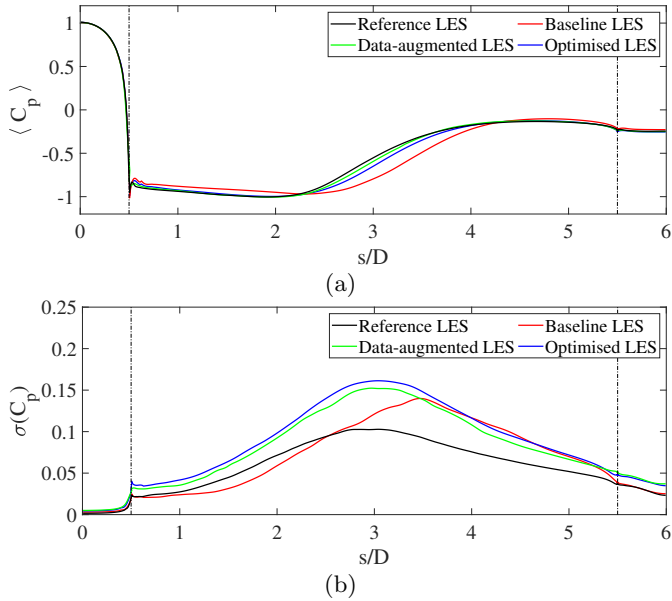 Reference LES Baseline LES
Data-augmented LES Optimised LES
⟨ C_p ⟩
1
0.5
0
-0.5
-1
0 1 2 3 4 5 6
s/D
(a)
Reference LES Baseline LES
Data-augmented LES Optimised LES
σ(C_p)
0.25
0.2
0.15
0.1
0.05
0
0 1 2 3 4 5 6
s/D
(b)